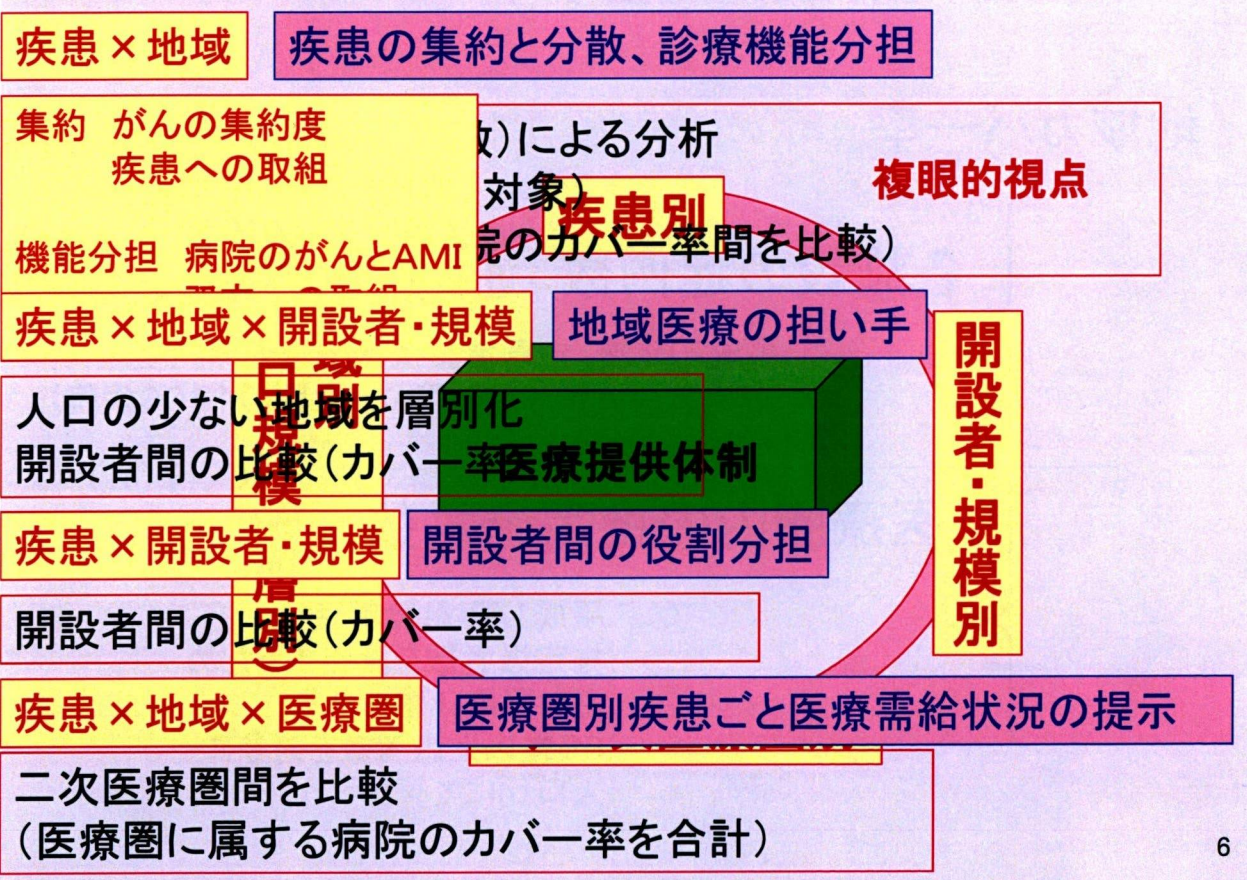 疾患×地域
疾患の集約と分散、診療機能分担
集約 がんの集約度
疾患への取組
機能分担 病院のがんとAMI
)による分析
対象)
のカバー率間を比較)
複眼的視点
疾患別
疾患×地域×開設者・規模
地域医療の担い手
域別
口規模
層別)
開設者・規模別
人口の少ない地域を層別化
開設者間の比較(カバー率
医療提供体制
疾患×開設者・規模
開設者間の役割分担
開設者間の比較(カバー率)
疾患×地域×医療圏
医療圏別疾患ごと医療需給状況の提示
二次医療圏間を比較
(医療圏に属する病院のカバー率を合計)
6